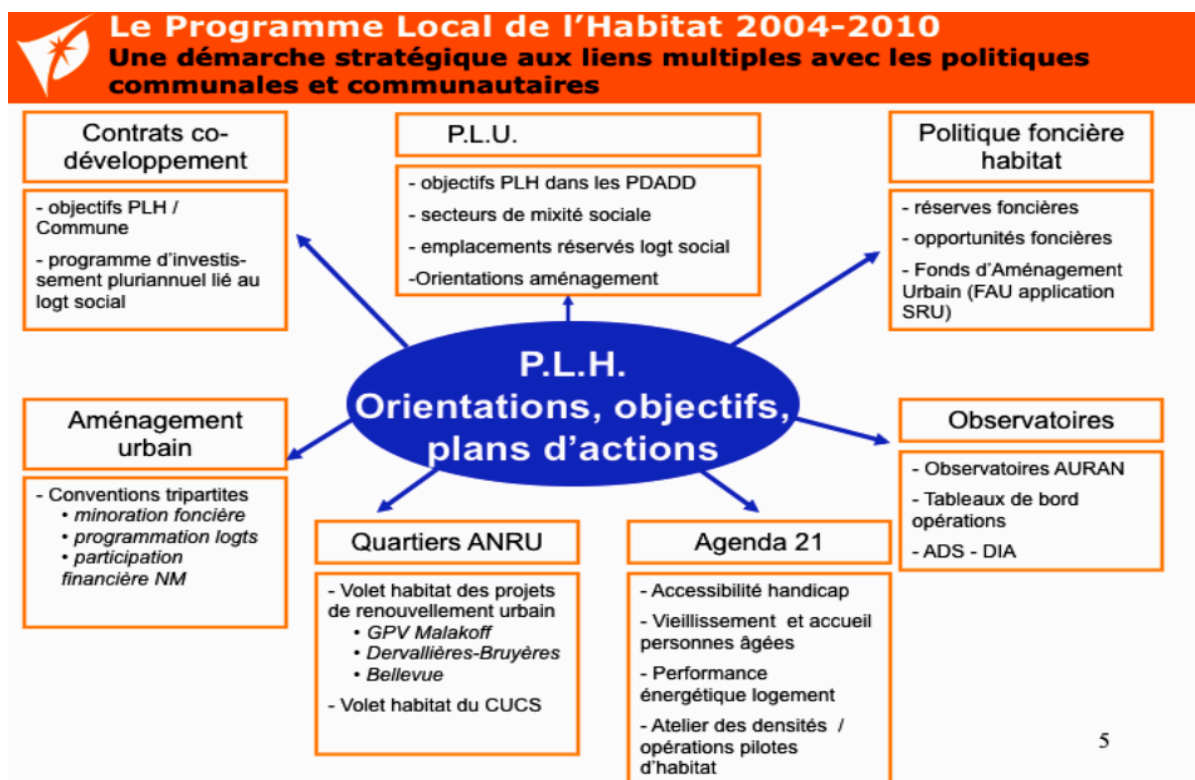 Le Programme Local de l'Habitat 2004-2010
Une démarche stratégique aux liens multiples avec les politiques
communales et communautaires
Contrats co-
développement
- objectifs PLH /
Commune
- programme d'investis-
sement pluriannuel lié au
logt social
P.L.U.
- objectifs PLH dans les PDADD
- secteurs de mixité sociale
- emplacements réservés logt social
-Orientations aménagement
Politique foncière
habitat
- réserves foncières
- opportunités foncières
- Fonds d'Aménagement
Urbain (FAU application
SRU)
P.L.H.
Orientations, objectifs,
plans d'actions
Aménagement
urbain
- Conventions tripartites
• minoration foncière
• programmation logts
• participation
financière NM
Quartiers ANRU
- Volet habitat des projets
de renouvellement urbain
• GPV Malakoff
• Dervallières-Bruyères
• Bellevue
- Volet habitat du CUCS
Agenda 21
- Accessibilité handicap
- Vieillissement et accueil
personnes âgées
- Performance
énergétique logement
- Atelier des densités /
opérations pilotes
d'habitat
Observatoires
- Observatoires AURAN
- Tableaux de bord
opérations
- ADS - DIA
5